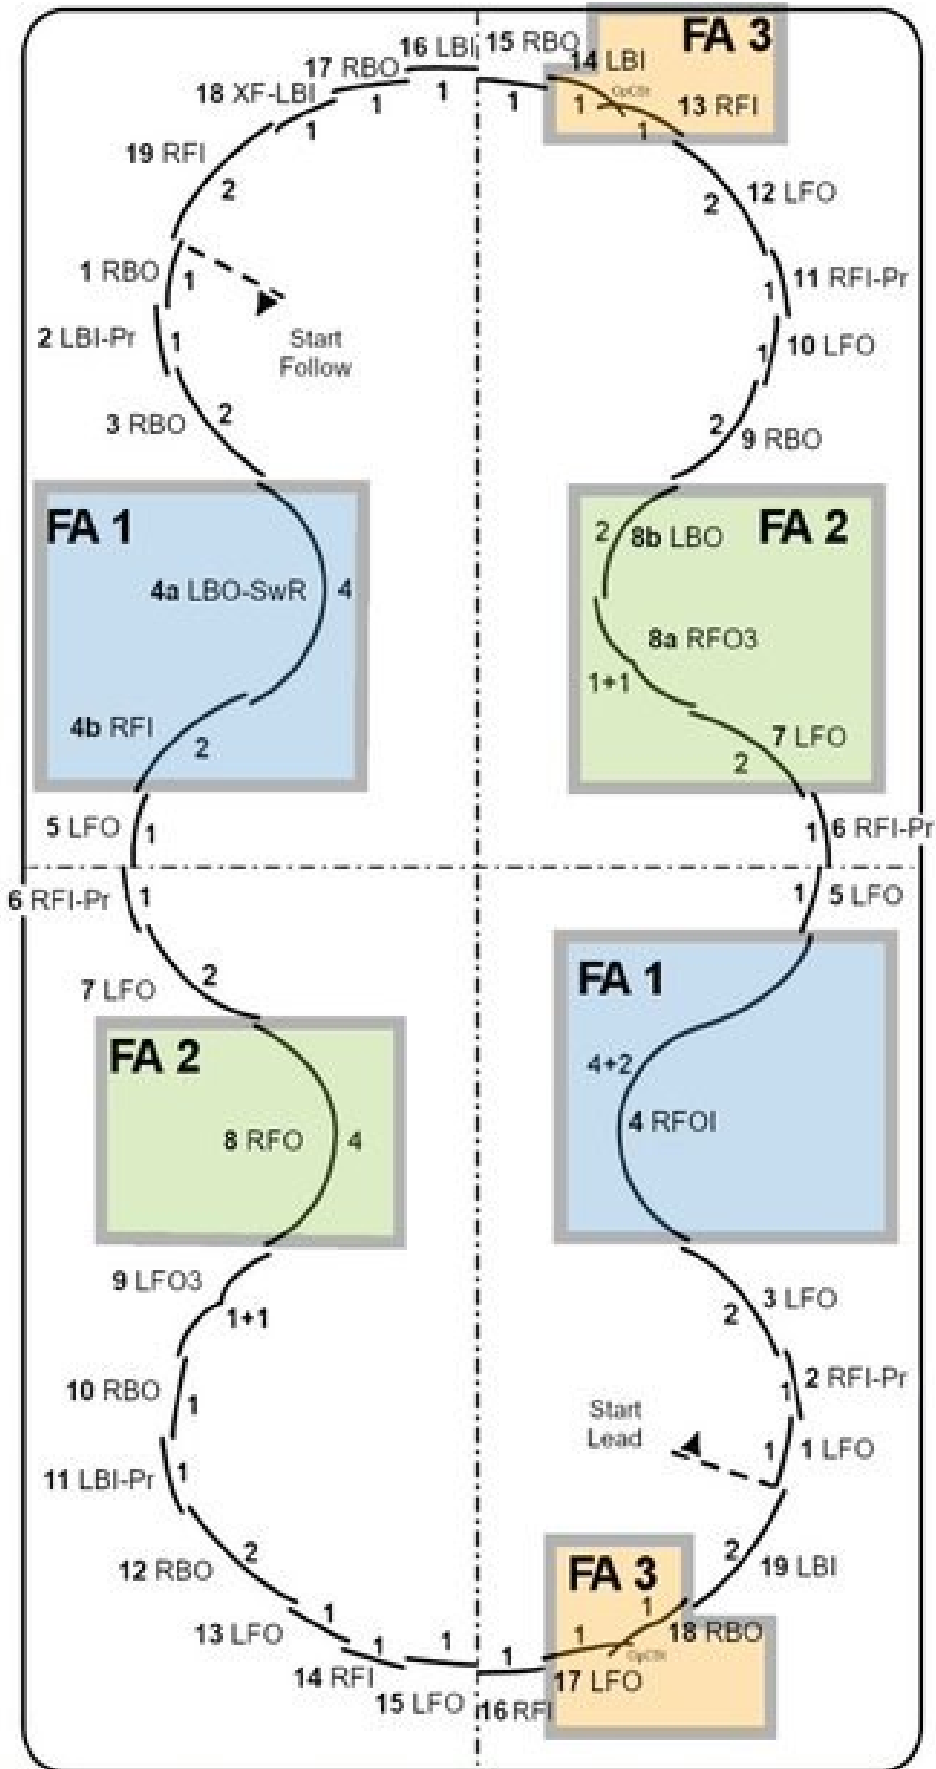 16 LBI
15 RBO
FA 3
17 RBO
14 LBI
18 XF-LBI
1
1
1
OpCSt
13 RFI
1
1
1
19 RFI
2
12 LFO
2
1 RBO
1
11 RFI-Pr
1
2 LBI-Pr
1
Start
Follow
10 LFO
1
3 RBO
2
2
9 RBO
FA 1
FA 2
2
8b LBO
4a LBO-SwR
4
8a RFO3
1+1
4b RFI
2
7 LFO
2
5 LFO
1
1
6 RFI-Pr
6 RFI-Pr
1
1
5 LFO
7 LFO
2
FA 1
FA 2
4+2
8 RFO
4
4 RFOI
9 LFO3
1+1
3 LFO
2
10 RBO
1
2 RFI-Pr
1
Start
Lead
1
1 LFO
11 LBI-Pr
1
12 RBO
2
2
19 LBI
FA 3
13 LFO
1
1
18 RBO
14 RFI
1
1
1
1
OpCSt
15 LFO
16 RFI
17 LFO